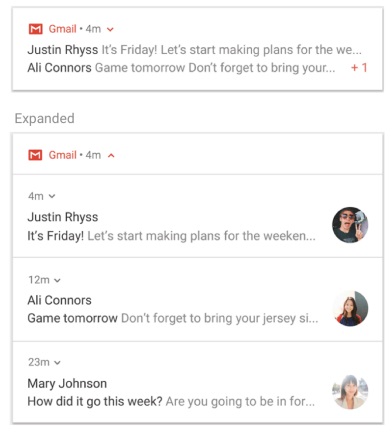 Gmail • 4m
Justin Rhyss It's Friday! Let's start making plans for the we...
Ali Connors Game tomorrow Don't forget to bring your... + 1
Expanded
Gmail • 4m
4m
Justin Rhyss
It's Friday! Let's start making plans for the weeken...
12m
Ali Connors
Game tomorrow Don't forget to bring your jersey si...
23m
Mary Johnson
How did it go this week? Are you going to be in for...